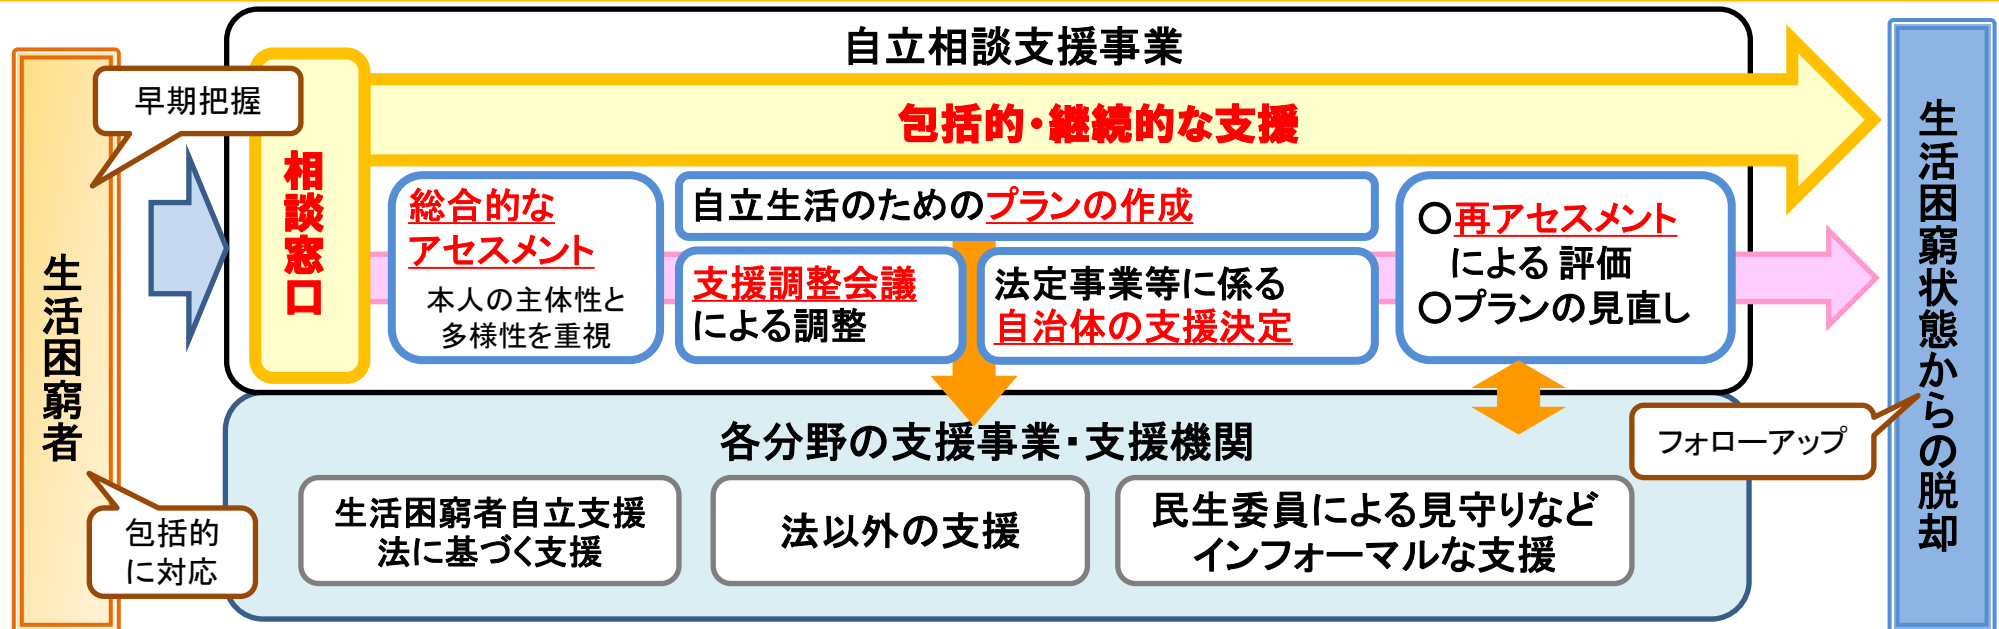 自立相談支援事業
早期把握
包括的・継続的な支援
生活困窮者
相談窓口
総合的な
アセスメント
本人の主体性と
多様性を重視
自立生活のためのプランの作成
支援調整会議
による調整
法定事業等に係る
自治体の支援決定
○再アセスメント
による 評価
○プランの見直し
生活困窮状態からの脱却
各分野の支援事業・支援機関
フォローアップ
包括的
に対応
生活困窮者自立支援
法に基づく支援
法以外の支援
民生委員による見守りなど
インフォーマルな支援